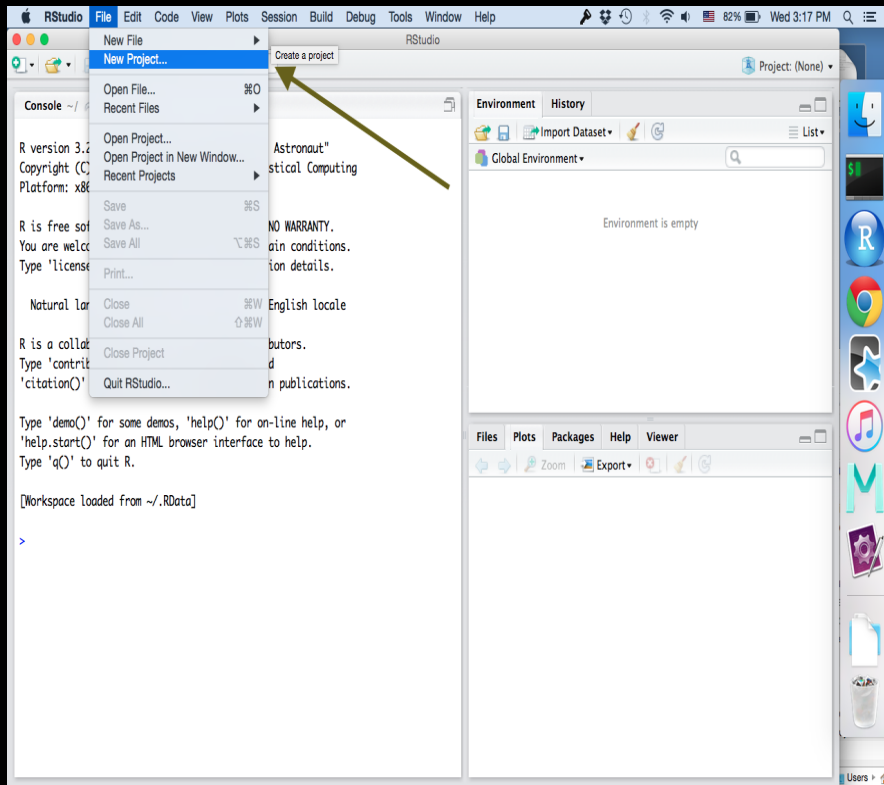 RStudio File Edit Code View Plots Session Build Debug Tools Window Help 82% Wed 3:17 PM
RStudio
New File
New Project...
Create a project
Open File... ⌘O
Recent Files
Open Project...
Open Project in New Window...
Recent Projects
Save ⌘S
Save As...
Save All ⌥⌘S
Print...
Close ⌘W
Close All ⇧⌘W
Close Project
Quit RStudio...
Project: (None)
Console ~/
R version 3.2 Astronaut"
Copyright (C) stical Computing
Platform: x86
R is free sof NO WARRANTY.
You are welco ain conditions.
Type 'license ion details.
Natural lan English locale
R is a collab butors.
Type 'contrib d
'citation()' n publications.
Type 'demo()' for some demos, 'help()' for on-line help, or
'help.start()' for an HTML browser interface to help.
Type 'q()' to quit R.
[Workspace loaded from ~/.RData]
>
Environment History
Import Dataset List
Global Environment
Environment is empty
Files Plots Packages Help Viewer
Zoom Export
$
R
Users